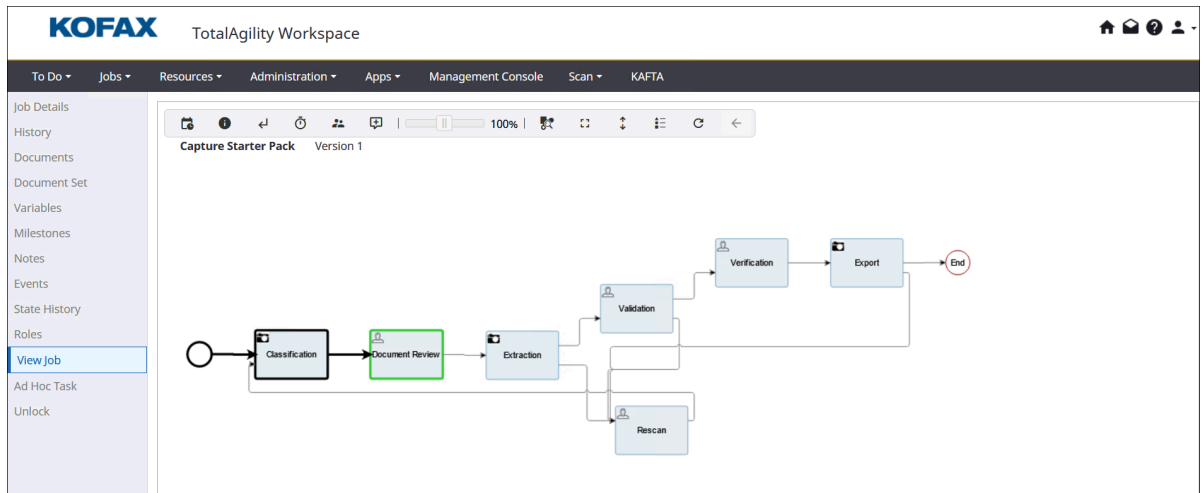 KOFAX TotalAgility Workspace
To Do Jobs Resources Administration Apps Management Console Scan KAFTA
Job Details
History
Documents
Document Set
Variables
Milestones
Notes
Events
State History
Roles
View Job
Ad Hoc Task
Unlock
100%
Capture Starter Pack Version 1
Verification Export End
Validation
Classification Document Review Extraction
Rescan